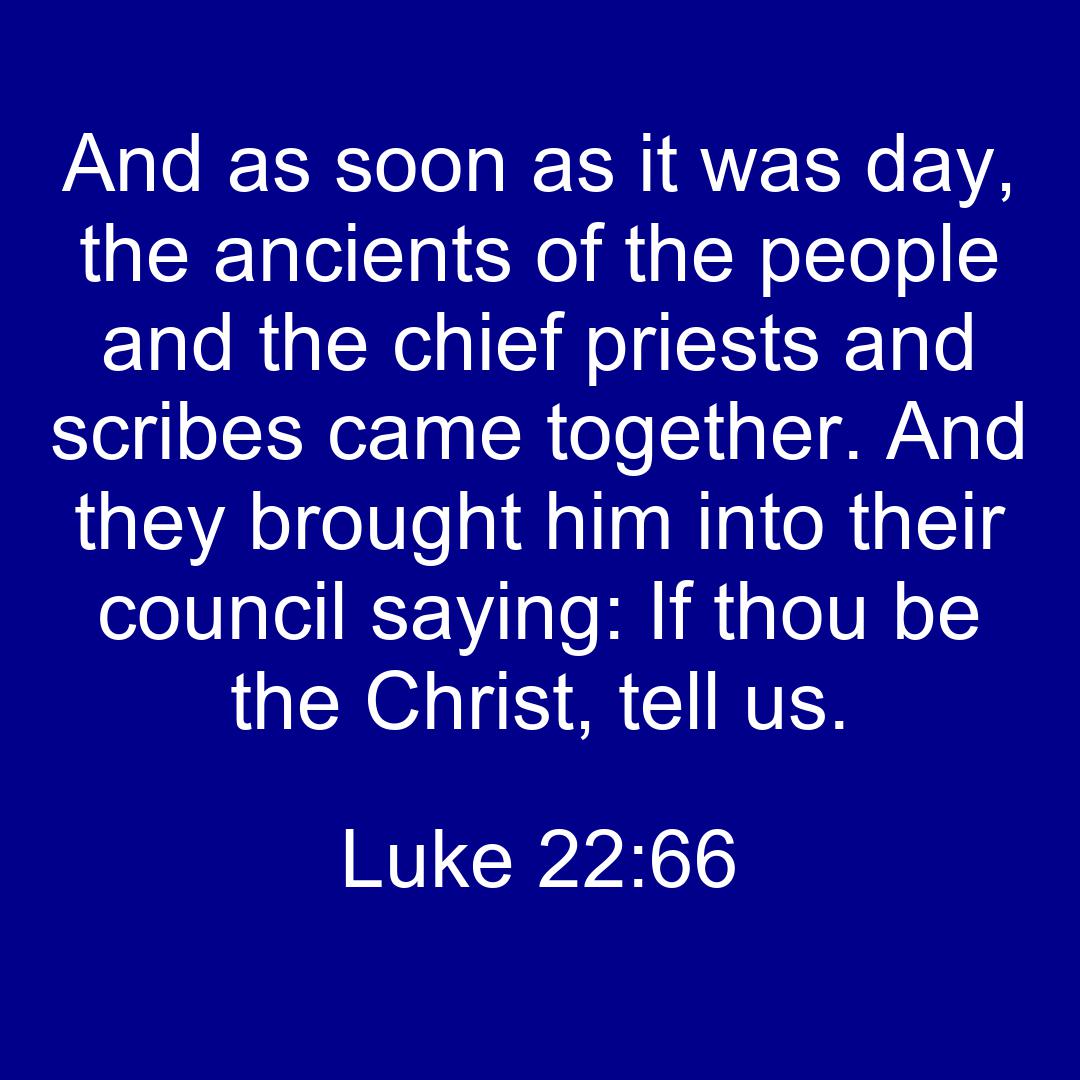 And as soon as it was day,
the ancients of the people
and the chief priests and
scribes came together. And
they brought him into their
council saying: If thou be
the Christ, tell us.
Luke 22:66